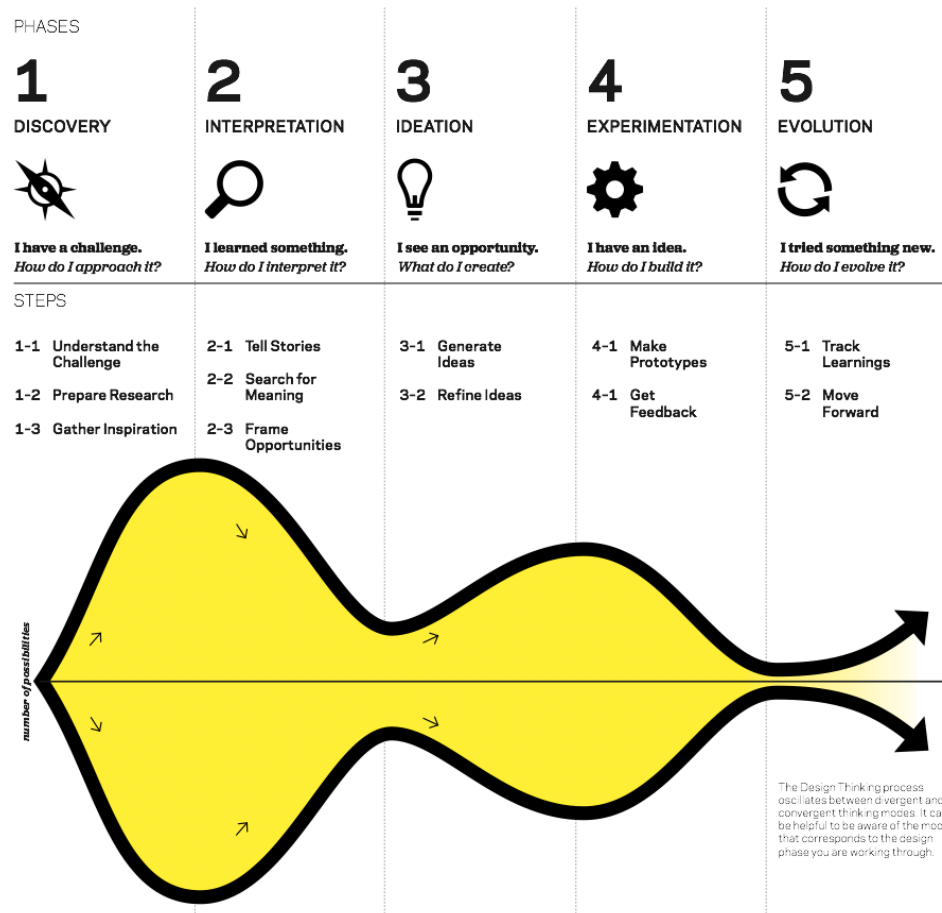 PHASES
1
DISCOVERY
I have a challenge.
How do I approach it?
2
INTERPRETATION
I learned something.
How do I interpret it?
3
IDEATION
I see an opportunity.
What do I create?
4
EXPERIMENTATION
I have an idea.
How do I build it?
5
EVOLUTION
I tried something new.
How do I evolve it?
STEPS
1-1 Understand the
Challenge
1-2 Prepare Research
1-3 Gather Inspiration
2-1 Tell Stories
2-2 Search for
Meaning
2-3 Frame
Opportunities
3-1 Generate
Ideas
3-2 Refine Ideas
4-1 Make
Prototypes
4-1 Get
Feedback
5-1 Track
Learnings
5-2 Move
Forward
number of possibilities
The Design Thinking process
oscillates between divergent and
convergent thinking modes. It ca
be helpful to be aware of the mod
that corresponds to the design
phase you are working through.